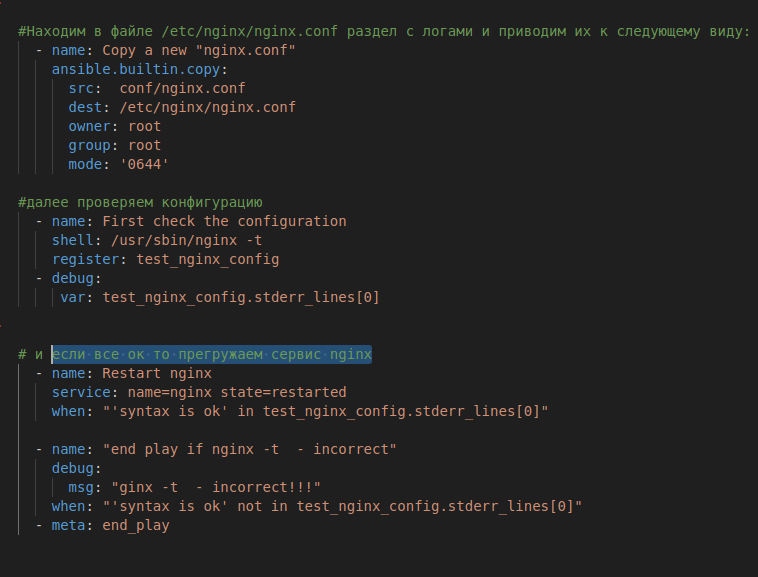 #Находим в файле /etc/nginx/nginx.conf раздел с логами и приводим их к следующему виду:
- name: Copy a new "nginx.conf"
ansible.builtin.copy:
src:  conf/nginx.conf
dest: /etc/nginx/nginx.conf
owner: root
group: root
mode: '0644'
#далее проверяем конфигурацию
- name: First check the configuration
shell: /usr/sbin/nginx -t
register: test_nginx_config
- debug:
var: test_nginx_config.stderr_lines[0]
# и если все ок то прегружаем сервис nginx
- name: Restart nginx
service: name=nginx state=restarted
when: "'syntax is ok' in test_nginx_config.stderr_lines[0]"
- name: "end play if nginx -t  - incorrect"
debug:
msg: "ginx -t  - incorrect!!!"
when: "'syntax is ok' not in test_nginx_config.stderr_lines[0]"
- meta: end_play